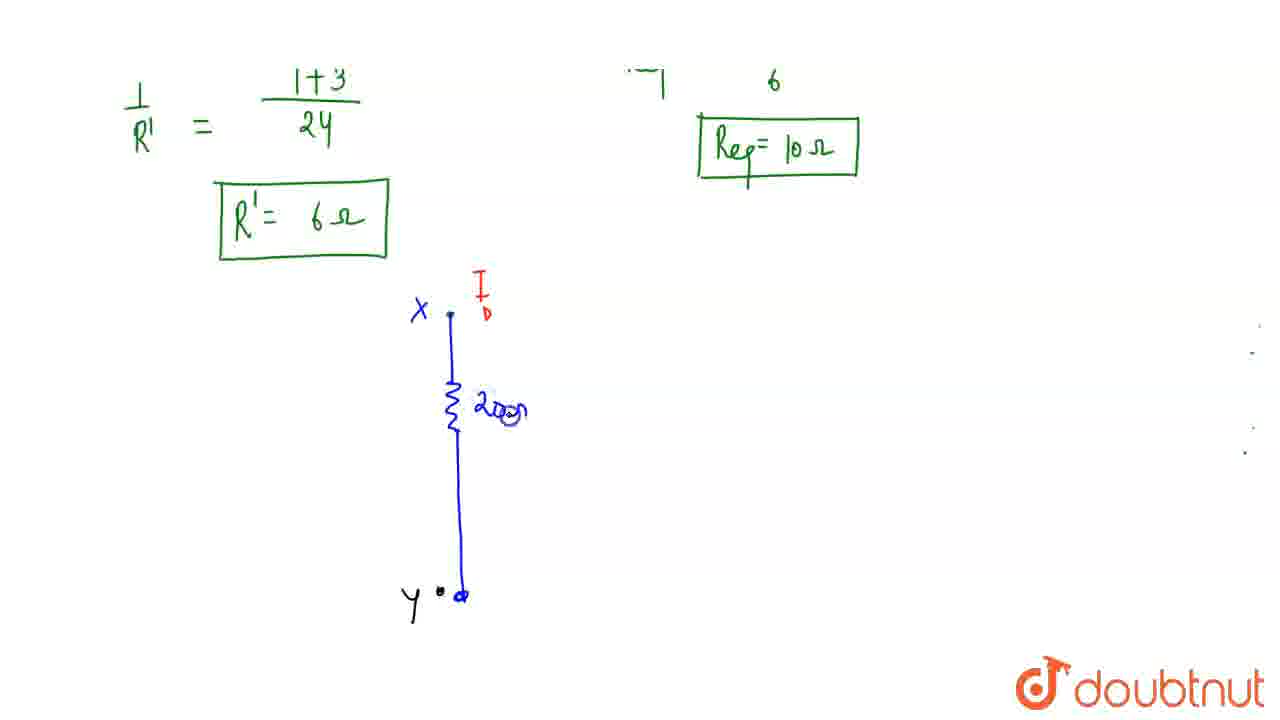 1/R' = (1+3)/24
R' = 6 Ω
6
Req = 10 Ω
X I
Y
doubtnut